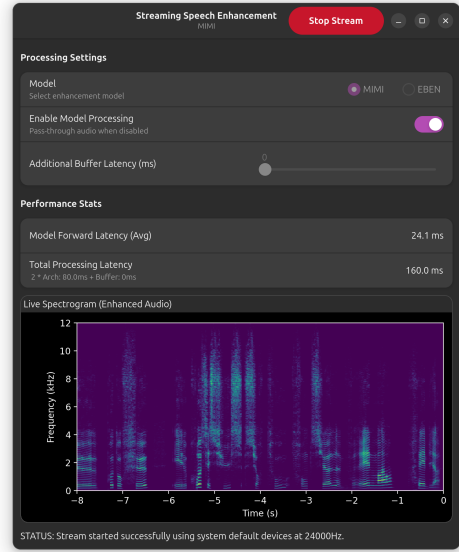 Streaming Speech Enhancement
MIMI
Stop Stream
Processing Settings
Model
Select enhancement model
MIMI
EBEN
Enable Model Processing
Pass-through audio when disabled
Additional Buffer Latency (ms)
0
Performance Stats
Model Forward Latency (Avg)
24.1 ms
Total Processing Latency
2 * Arch: 80.0ms + Buffer: 0ms
160.0 ms
Live Spectrogram (Enhanced Audio)
Frequency (kHz)
12
10
8
6
4
2
0
−8 −7 −6 −5 −4 −3 −2 −1 0
Time (s)
STATUS: Stream started successfully using system default devices at 24000Hz.